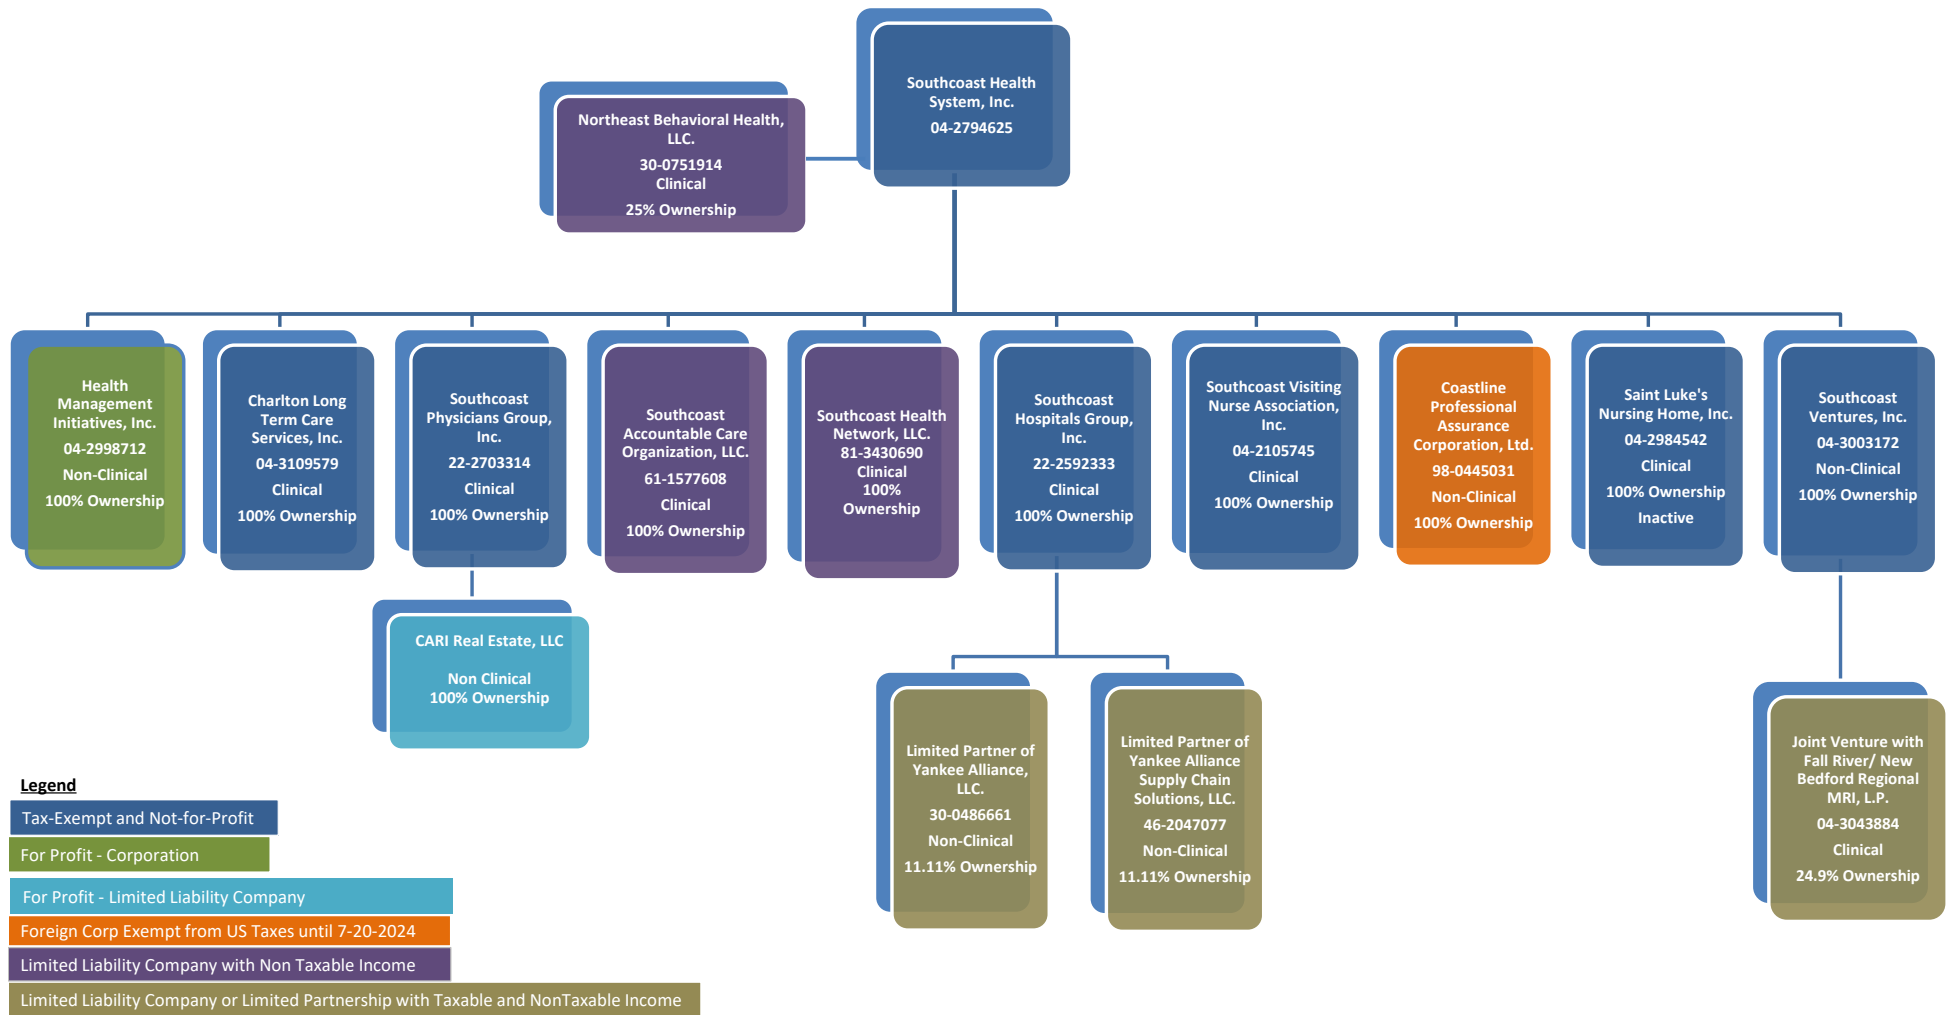 Southcoast Health
System, Inc.
04-2794625
Northeast Behavioral Health,
LLC.
30-0751914
Clinical
25% Ownership
Health
Management
Initiatives, Inc.
04-2998712
Non-Clinical
100% Ownership
Charlton Long
Term Care
Services, Inc.
04-3109579
Clinical
100% Ownership
Southcoast
Physicians Group,
Inc.
22-2703314
Clinical
100% Ownership
Southcoast
Accountable Care
Organization, LLC.
61-1577608
Clinical
100% Ownership
Southcoast Health
Network, LLC.
81-3430690
Clinical
100%
Ownership
Southcoast
Hospitals Group,
Inc.
22-2592333
Clinical
100% Ownership
Southcoast Visiting
Nurse Association,
Inc.
04-2105745
Clinical
100% Ownership
Coastline
Professional
Assurance
Corporation, Ltd.
98-0445031
Non-Clinical
100% Ownership
Saint Luke's
Nursing Home, Inc.
04-2984542
Clinical
100% Ownership
Inactive
Southcoast
Ventures, Inc.
04-3003172
Non-Clinical
100% Ownership
CARI Real Estate, LLC
Non Clinical
100% Ownership
Limited Partner of
Yankee Alliance,
LLC.
30-0486661
Non-Clinical
11.11% Ownership
Limited Partner of
Yankee Alliance
Supply Chain
Solutions, LLC.
46-2047077
Non-Clinical
11.11% Ownership
Joint Venture with
Fall River/ New
Bedford Regional
MRI, L.P.
04-3043884
Clinical
24.9% Ownership
Legend
Tax-Exempt and Not-for-Profit
For Profit - Corporation
For Profit - Limited Liability Company
Foreign Corp Exempt from US Taxes until 7-20-2024
Limited Liability Company with Non Taxable Income
Limited Liability Company or Limited Partnership with Taxable and NonTaxable Income